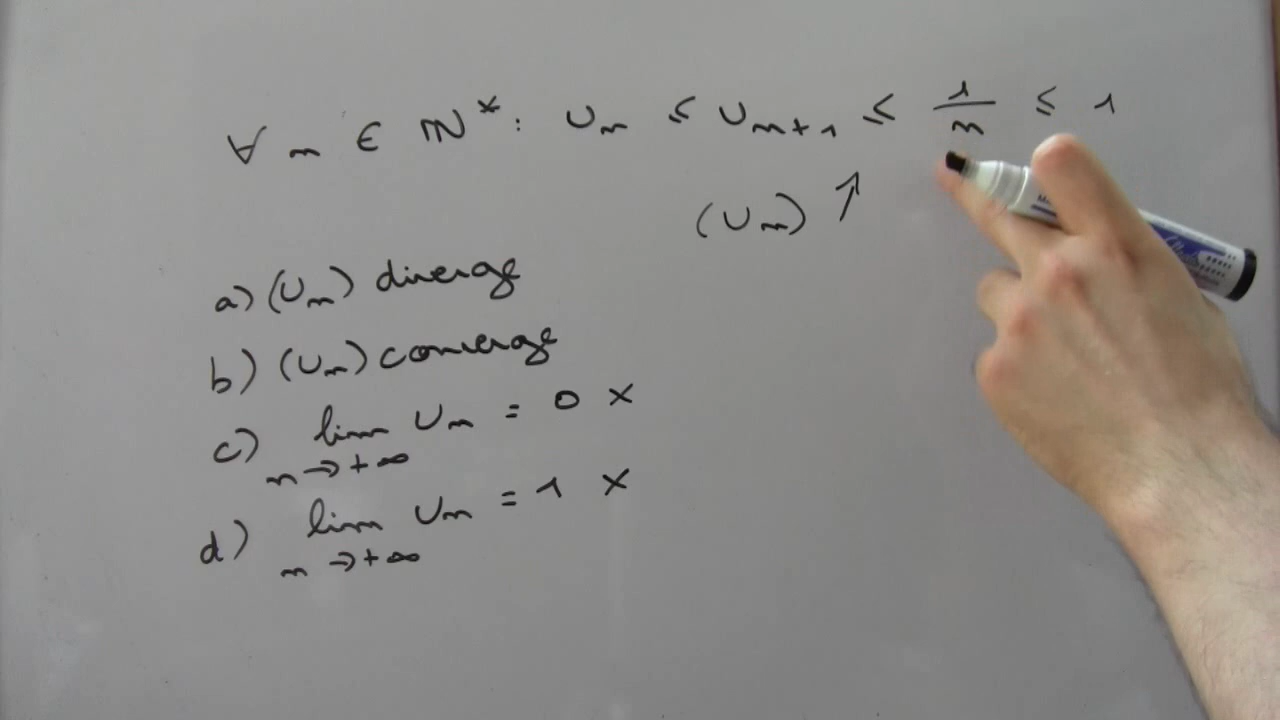 ∀ n ∈ ℕ* : Un ≤ Un+1 ≤ 1/n ≤ 1
(Un) ↑
a) (Un) diverge
b) (Un) converge
c) lim n→+∞ Un = 0 ×
d) lim n→+∞ Un = 1 ×